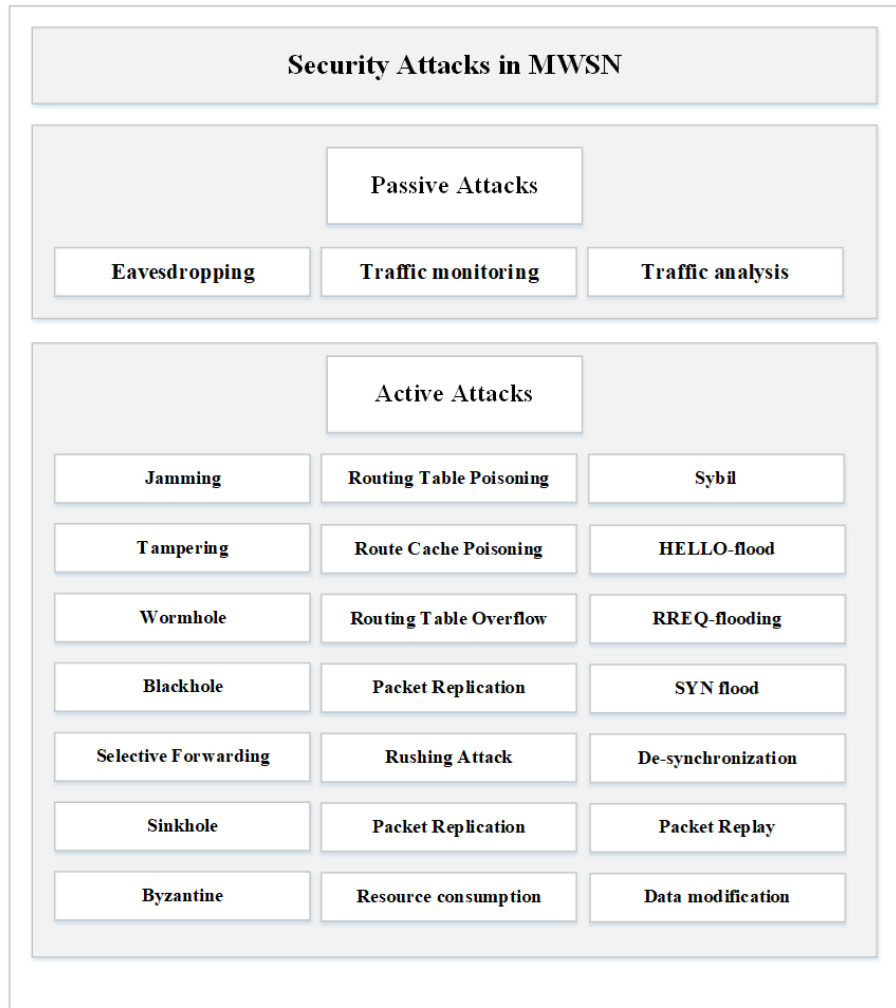 Security Attacks in MWSN
Passive Attacks
Eavesdropping
Traffic monitoring
Traffic analysis
Active Attacks
Jamming
Routing Table Poisoning
Sybil
Tampering
Route Cache Poisoning
HELLO-flood
Wormhole
Routing Table Overflow
RREQ-flooding
Blackhole
Packet Replication
SYN flood
Selective Forwarding
Rushing Attack
De-synchronization
Sinkhole
Packet Replication
Packet Replay
Byzantine
Resource consumption
Data modification